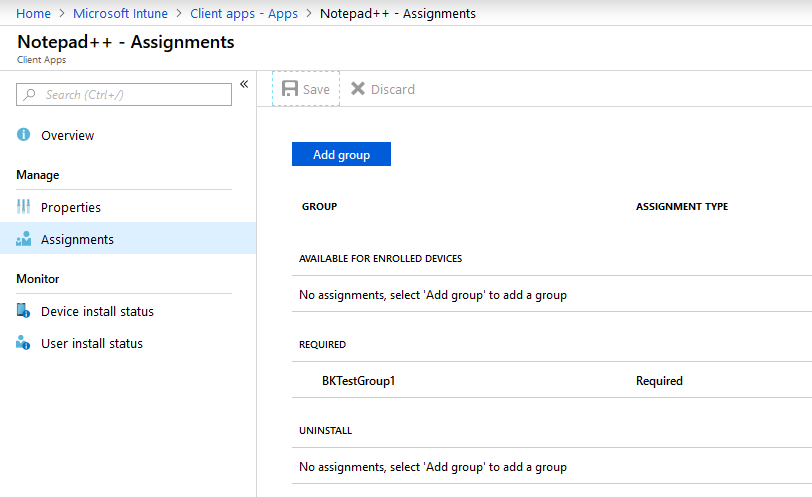 Home > Microsoft Intune > Client apps - Apps > Notepad++ - Assignments
Notepad++ - Assignments
Client Apps
Search (Ctrl+/)
«
Overview
Manage
Properties
Assignments
Monitor
Device install status
User install status
Save
Discard
Add group
GROUP ASSIGNMENT TYPE
AVAILABLE FOR ENROLLED DEVICES
No assignments, select 'Add group' to add a group
REQUIRED
BKTestGroup1 Required
UNINSTALL
No assignments, select 'Add group' to add a group